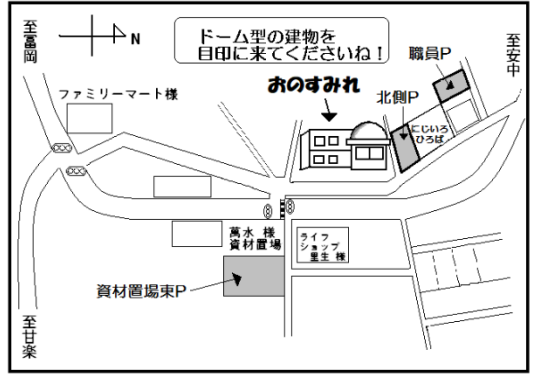 至富岡
N
ドーム型の建物を
目印に来てくださいね！
職員P
至安中
ファミリーマート様
おのすみれ
北側P
にじいろ
ひろば
萬水 様
資材置場
ライフ
ショップ
里生 様
資材置場東P
至甘楽